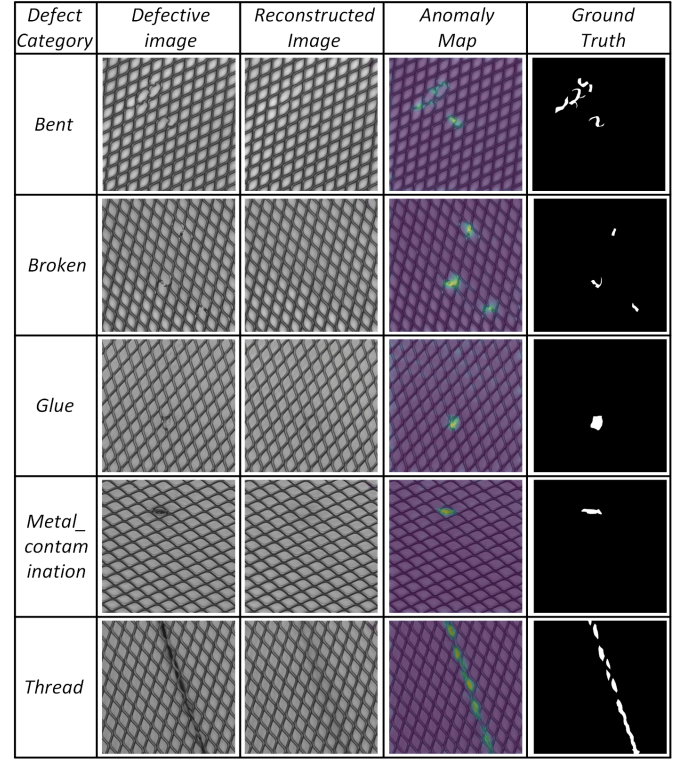 Defect Category
Defective image
Reconstructed Image
Anomaly Map
Ground Truth
Bent
Broken
Glue
Metal_
contam
ination
Thread